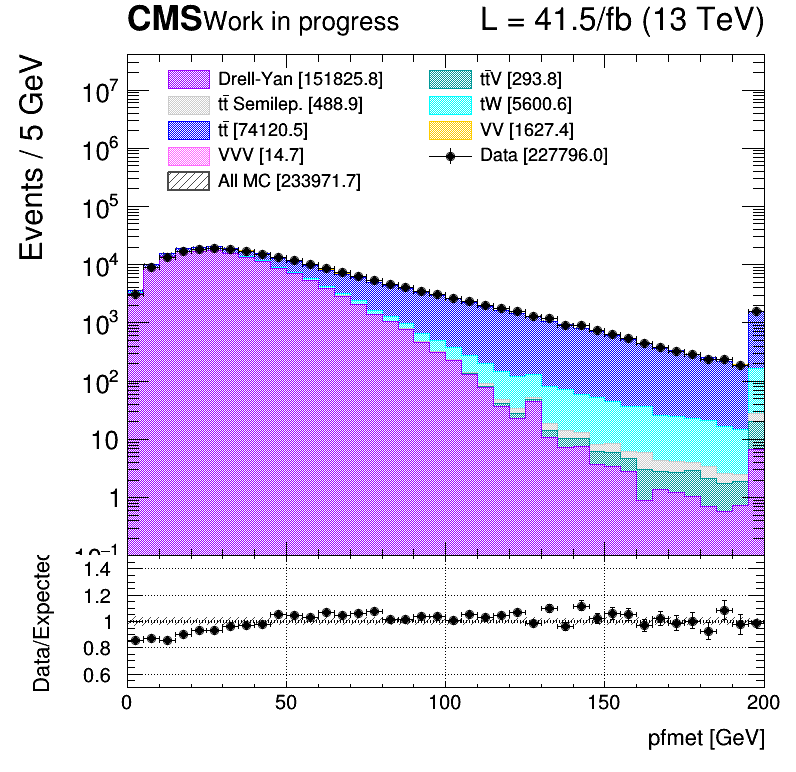 CMS Work in progress L = 41.5/fb (13 TeV)
Events / 5 GeV
Drell-Yan [151825.8]
tt̄ Semilep. [488.9]
tt̄ [74120.5]
VVV [14.7]
All MC [233971.7]
tt̄V [293.8]
tW [5600.6]
VV [1627.4]
Data [227796.0]
10⁷
10⁶
10⁵
10⁴
10³
10²
10
1
10⁻¹
Data/Expected
1.4
1.2
1
0.8
0.6
0 50 100 150 200
pfmet [GeV]